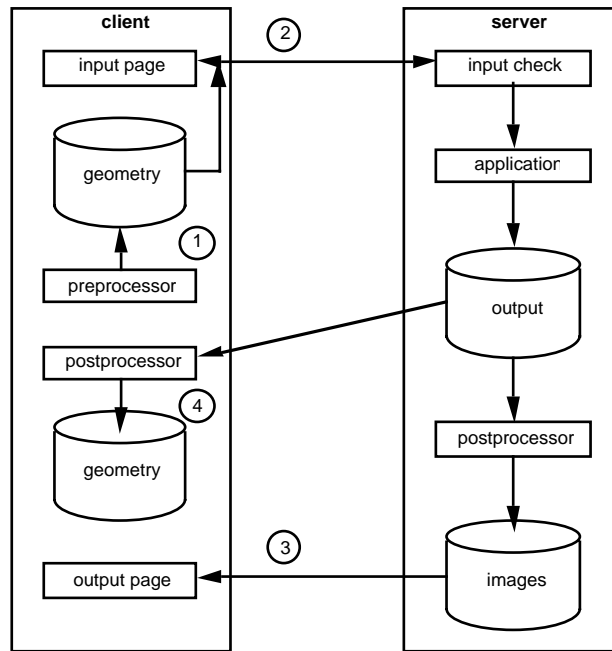 client
server
2
input page
input check
geometry
application
1
preprocessor
output
postprocessor
4
postprocessor
geometry
3
output page
images